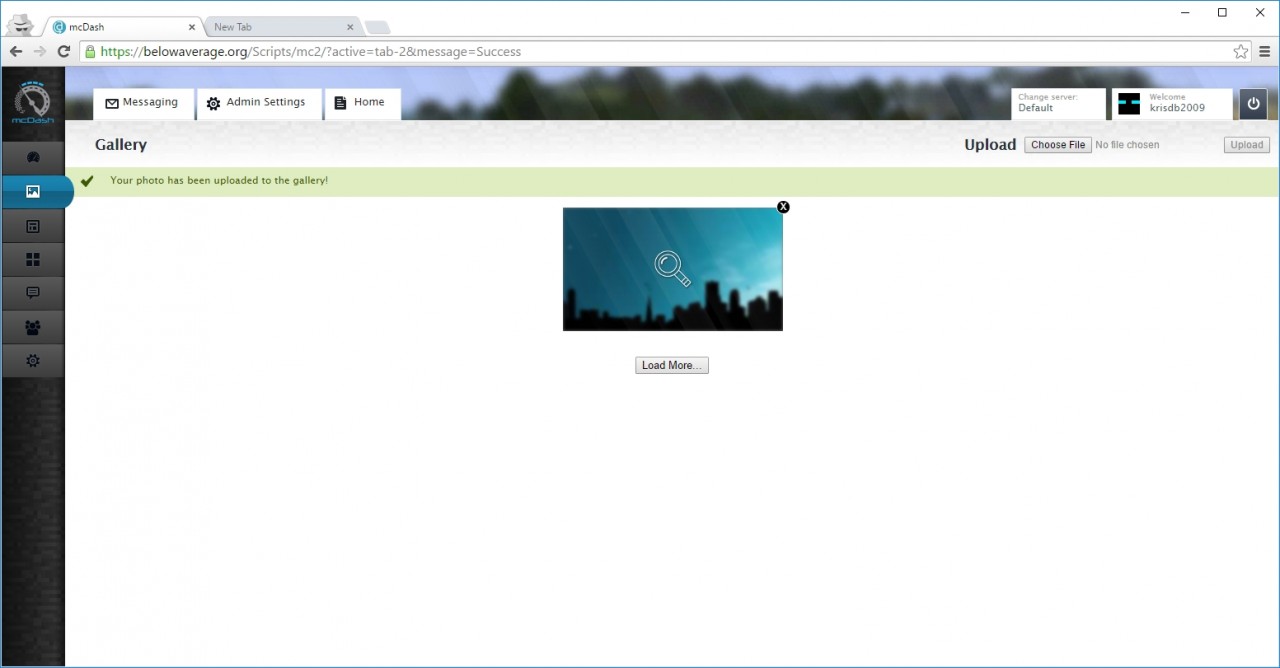 mcDash
New Tab
https://belowaverage.org/Scripts/mc2/?active=tab-2&message=Success
mcDash
Messaging
Admin Settings
Home
Change server:
Default
Welcome
krisdb2009
Gallery
Upload
Choose File
No file chosen
Upload
Your photo has been uploaded to the gallery!
X
Load More...